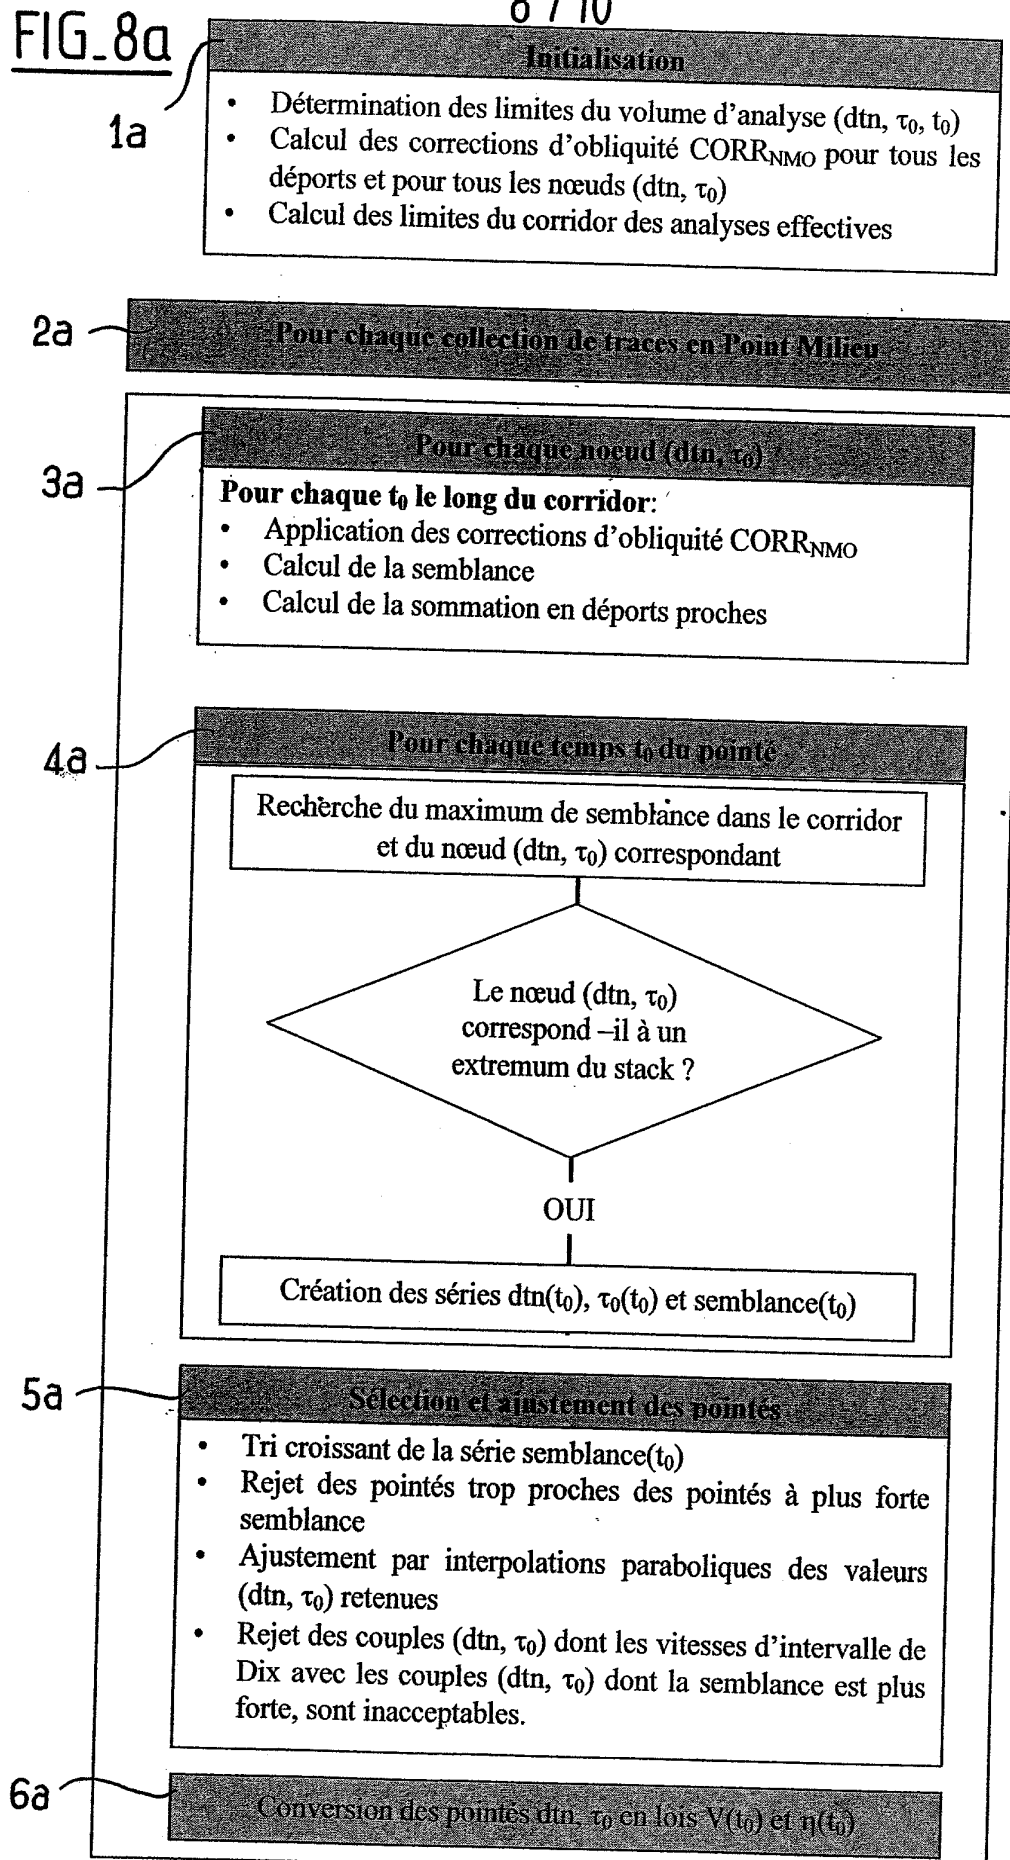 8 / 10
FIG_8a
1a
Initialisation
• Détermination des limites du volume d'analyse (dtn, τ₀, t₀)
• Calcul des corrections d'obliquité CORR_NMO pour tous les
déports et pour tous les nœuds (dtn, τ₀)
• Calcul des limites du corridor des analyses effectives
2a
Pour chaque collection de traces en Point Milieu
3a
Pour chaque noeud (dtn, τ₀)
Pour chaque t₀ le long du corridor:
• Application des corrections d'obliquité CORR_NMO
• Calcul de la semblance
• Calcul de la sommation en déports proches
4a
Pour chaque temps t₀ du pointé
Recherche du maximum de semblance dans le corridor
et du nœud (dtn, τ₀) correspondant
Le nœud (dtn, τ₀)
correspond –il à un
extremum du stack ?
OUI
Création des séries dtn(t₀), τ₀(t₀) et semblance(t₀)
5a
Sélection et ajustement des pointés
• Tri croissant de la série semblance(t₀)
• Rejet des pointés trop proches des pointés à plus forte
semblance
• Ajustement par interpolations paraboliques des valeurs
(dtn, τ₀) retenues
• Rejet des couples (dtn, τ₀) dont les vitesses d'intervalle de
Dix avec les couples (dtn, τ₀) dont la semblance est plus
forte, sont inacceptables.
6a
Conversion des pointés dtn, τ₀ en lois V(t₀) et η(t₀)